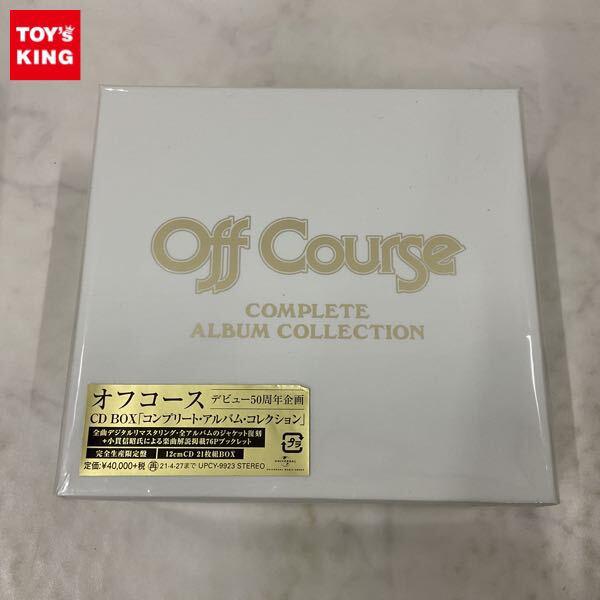 TOY's
KING
Off Course
COMPLETE
ALBUM COLLECTION
オフコース デビュー50周年企画
CD BOX「コンプリート・アルバム・コレクション」
全曲デジタルリマスタリング・全アルバムのジャケット復刻
+小貫信昭氏による楽曲解説掲載76Pブックレット
完全生産限定盤 12cmCD 21枚組BOX
定価:¥40,000+税 再 21・4・27まで UPCY-9923 STEREO
プラ
UNIVERSAL